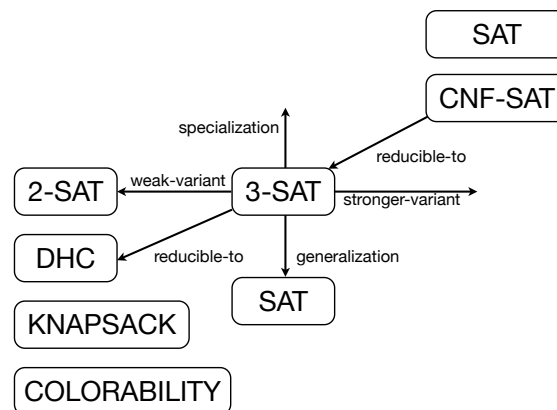 SAT
CNF-SAT
specialization
reducible-to
2-SAT
weak-variant
3-SAT
stronger-variant
DHC
reducible-to
generalization
SAT
KNAPSACK
COLORABILITY